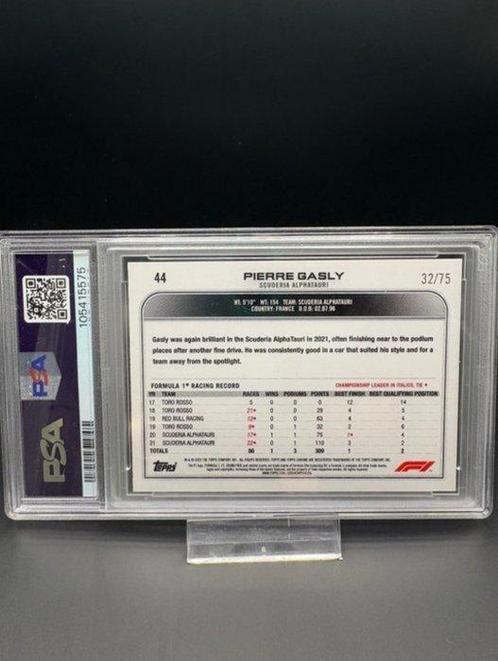 105415575
PSA
PSA
44
PIERRE GASLY
32/75
SCUDERIA ALPHATAURI
HT: 5'10" WT: 154 TEAM: SCUDERIA ALPHATAURI
COUNTRY: FRANCE D.O.B: 02.07.96
Gasly was again brilliant in the Scuderia AlphaTauri in 2021, often finishing near to the podium
places after another fine drive. He was consistently good in a car that suited his style and for a
team away from the spotlight.
FORMULA 1® RACING RECORD CHAMPIONSHIP LEADER IN ITALICS, TIE •
YR TEAM RACES WINS PODIUMS POINTS BEST FINISH BEST QUALIFYING POSITION
17 TORO ROSSO 5 0 0 0 12 14
18 TORO ROSSO 21• 0 0 29 4 5
19 RED BULL RACING 12• 0 0 63 4 4
19 TORO ROSSO 9• 0 1 32 2 6
20 SCUDERIA ALPHATAURI 17• 1 1 75 1• 4
21 SCUDERIA ALPHATAURI 22• 0 1 110 3 2
TOTALS 86 1 3 309 1 2
Topps
F1